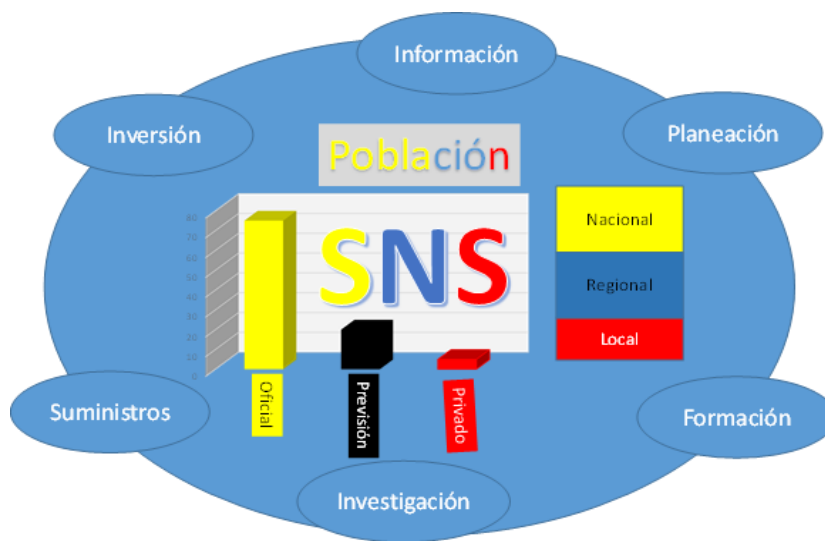 Información
Inversión
Planeación
Población
SNS
80
70
60
50
40
30
20
10
0
Nacional
Regional
Local
Oficial
Previsión
Privado
Suministros
Formación
Investigación